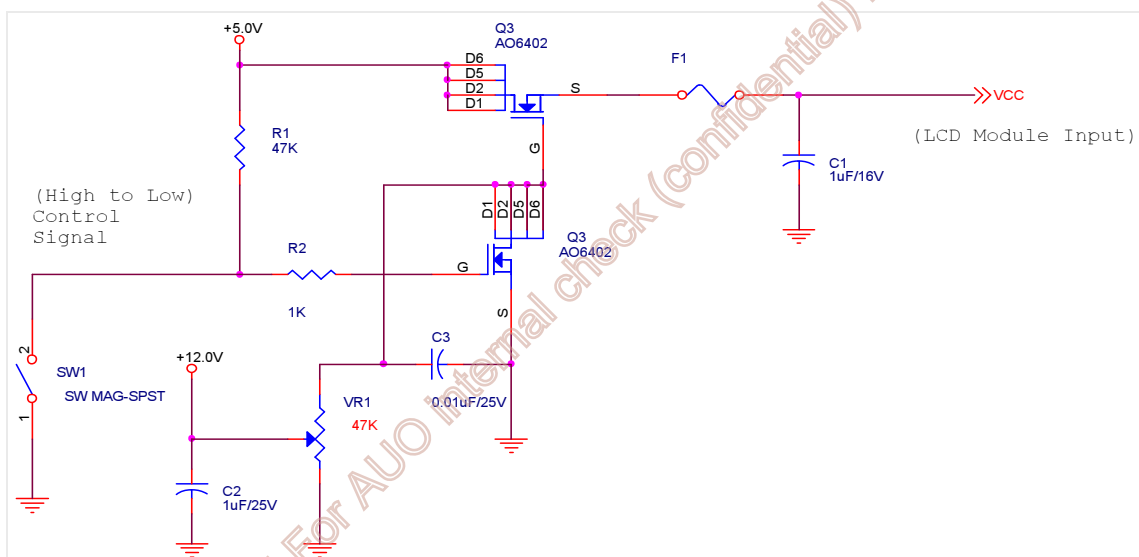 +5.0V
Q3
AO6402
D6
D5
D2
D1
S
G
F1
VCC
(LCD Module Input)
C1
1uF/16V
R1
47K
(High to Low)
Control
Signal
D1
D2
D5
D6
Q3
AO6402
R2
1K
G
S
C3
0.01uF/25V
+12.0V
2
SW1
SW MAG-SPST
1
VR1
47K
C2
1uF/25V
For AUO internal check (confidential)